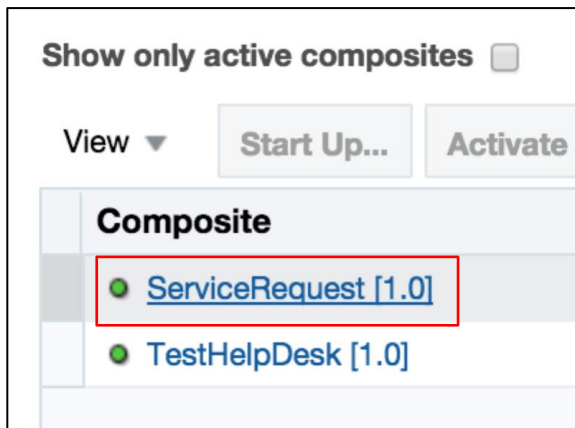 Show only active composites
View Start Up... Activate
Composite
ServiceRequest [1.0]
TestHelpDesk [1.0]